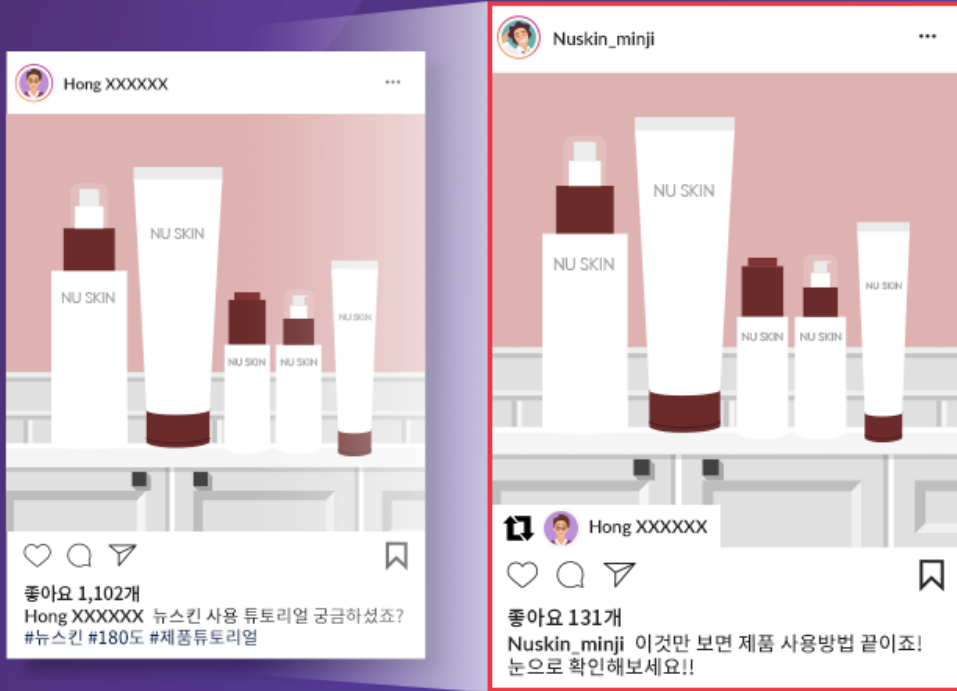 Hong XXXXXX
NU SKIN
NU SKIN
NU SKIN
NU SKIN
NU SKIN
좋아요 1,102개
Hong XXXXXX 뉴스킨 사용 튜토리얼 궁금하셨죠?
#뉴스킨 #180도 #제품튜토리얼
Nuskin_minji
NU SKIN
NU SKIN
NU SKIN
NU SKIN
NU SKIN
Hong XXXXXX
좋아요 131개
Nuskin_minji 이것만 보면 제품 사용방법 끝이죠!
눈으로 확인해보세요!!